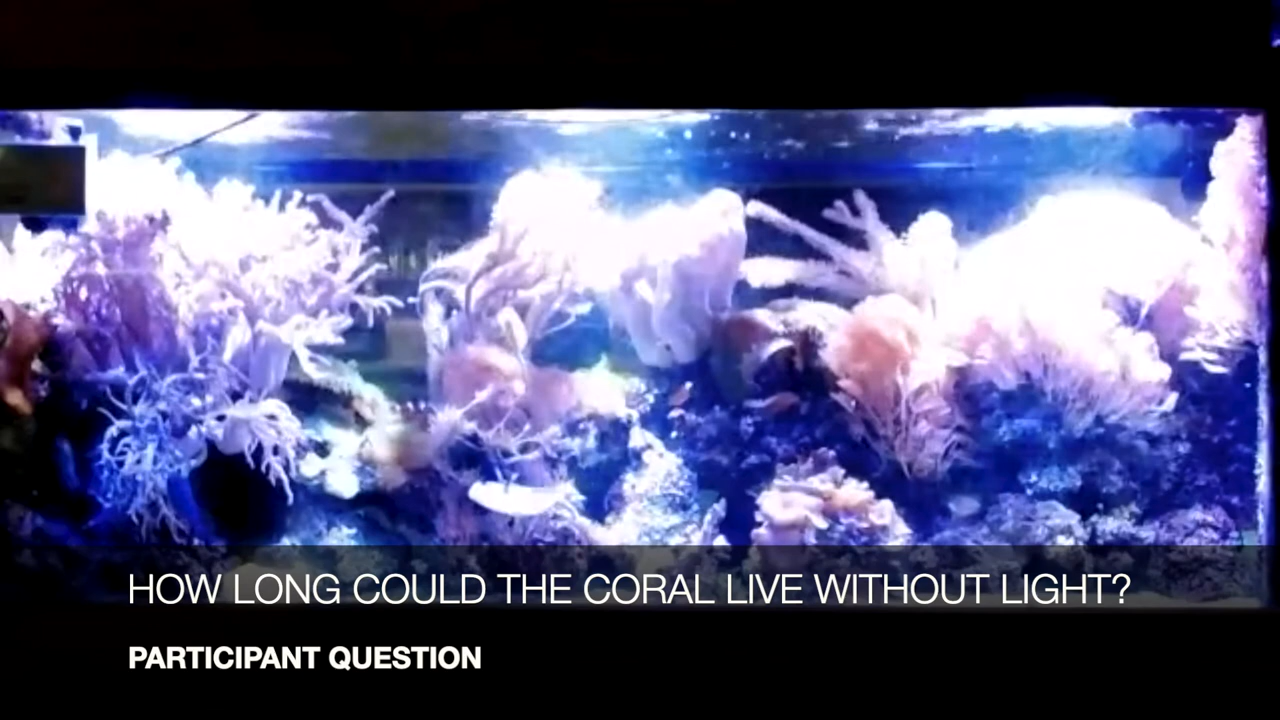 HOW LONG COULD THE CORAL LIVE WITHOUT LIGHT?
PARTICIPANT QUESTION